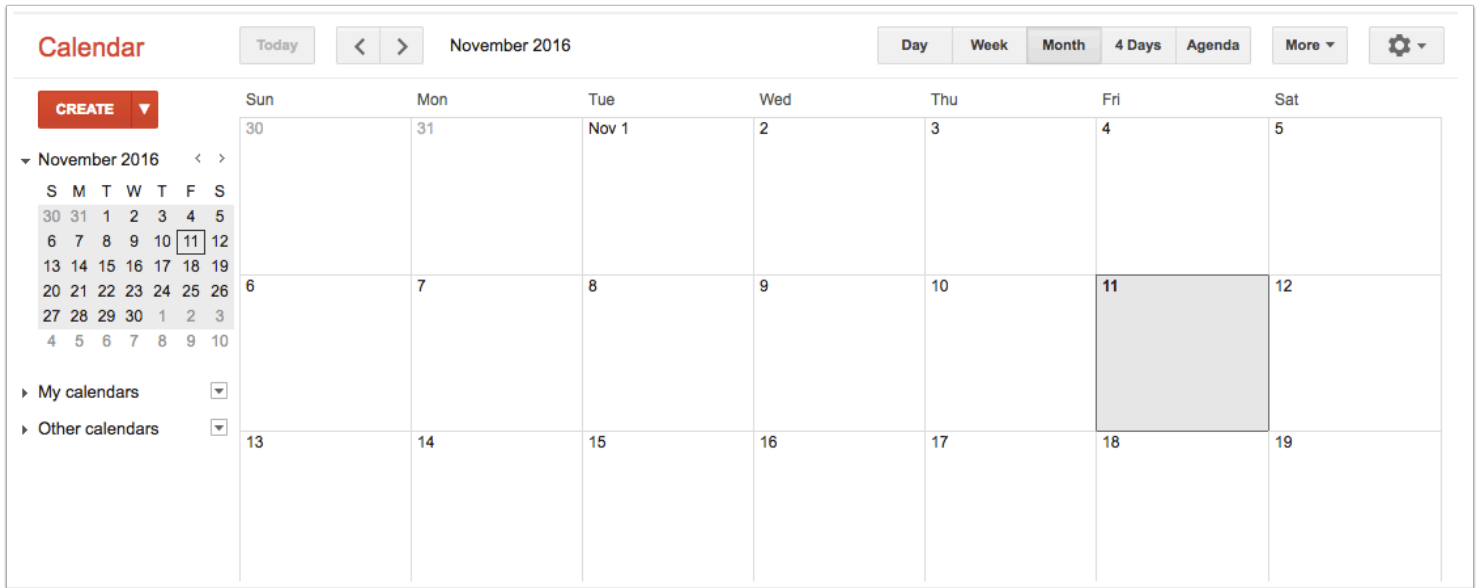 Calendar Today November 2016 Day Week Month 4 Days Agenda More
CREATE
November 2016
S M T W T F S
30 31 1 2 3 4 5
6 7 8 9 10 11 12
13 14 15 16 17 18 19
20 21 22 23 24 25 26
27 28 29 30 1 2 3
4 5 6 7 8 9 10
My calendars
Other calendars
Sun Mon Tue Wed Thu Fri Sat
30 31 Nov 1 2 3 4 5
6 7 8 9 10 11 12
13 14 15 16 17 18 19